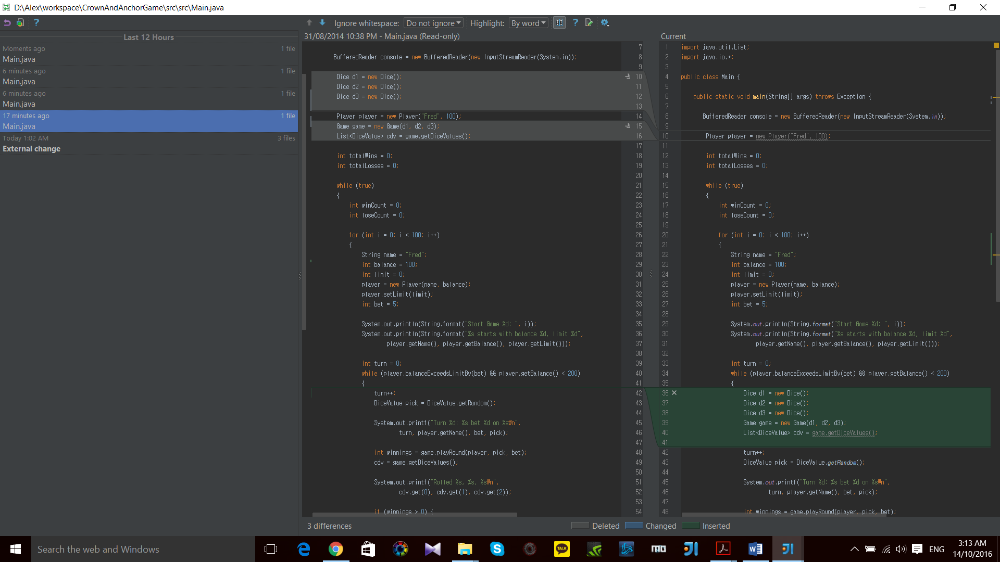 D:\Alex\workspace\CrownAndAnchorGame\src\src\Main.java
Ignore whitespace: Do not ignore Highlight: By word
Last 12 Hours
Moments ago 1 file
Main.java
6 minutes ago 1 file
Main.java
6 minutes ago 1 file
Main.java
17 minutes ago 1 file
Main.java
Today 1:02 AM 3 files
External change
31/08/2014 10:38 PM - Main.java (Read-only)
7
BufferedReader console = new BufferedReader(new InputStreamReader(System.in)); 8
9
Dice d1 = new Dice(); 10
Dice d2 = new Dice(); 11
Dice d3 = new Dice(); 12
13
Player player = new Player("Fred", 100); 14
Game game = new Game(d1, d2, d3); 15
List<DiceValue> cdv = game.getDiceValues(); 16
17
int totalWins = 0; 18
int totalLosses = 0; 19
20
while (true) 21
{ 22
int winCount = 0; 23
int loseCount = 0; 24
25
for (int i = 0; i < 100; i++) 26
{ 27
String name = "Fred"; 28
int balance = 100; 29
int limit = 0; 30
player = new Player(name, balance); 31
player.setLimit(limit); 32
int bet = 5; 33
34
System.out.println(String.format("Start Game %d: ", i)); 35
System.out.println(String.format("%s starts with balance %d, limit %d", 36
player.getName(), player.getBalance(), player.getLimit())); 37
38
int turn = 0; 39
while (player.balanceExceedsLimitBy(bet) && player.getBalance() < 200) 40
{ 41
turn++; 42
DiceValue pick = DiceValue.getRandom(); 43
44
System.out.printf("Turn %d: %s bet %d on %s₩n", 45
turn, player.getName(), bet, pick); 46
47
int winnings = game.playRound(player, pick, bet); 48
cdv = game.getDiceValues(); 49
50
System.out.printf("Rolled %s, %s, %s₩n", 51
cdv.get(0), cdv.get(1), cdv.get(2)); 52
53
if (winnings > 0) { 54
Current
1 import java.util.List;
2 import java.io.*;
3
4 public class Main {
5
6 public static void main(String[] args) throws Exception {
7
8 BufferedReader console = new BufferedReader(new InputStreamReader(System.in));
9
10 Player player = new Player("Fred", 100);
11
12 int totalWins = 0;
13 int totalLosses = 0;
14
15 while (true)
16 {
17 int winCount = 0;
18 int loseCount = 0;
19
20 for (int i = 0; i < 100; i++)
21 {
22 String name = "Fred";
23 int balance = 100;
24 int limit = 0;
25 player = new Player(name, balance);
26 player.setLimit(limit);
27 int bet = 5;
28
29 System.out.println(String.format("Start Game %d: ", i));
30 System.out.println(String.format("%s starts with balance %d, limit %d",
31 player.getName(), player.getBalance(), player.getLimit()));
32
33 int turn = 0;
34 while (player.balanceExceedsLimitBy(bet) && player.getBalance() < 200)
35 {
36 Dice d1 = new Dice();
37 Dice d2 = new Dice();
38 Dice d3 = new Dice();
39 Game game = new Game(d1, d2, d3);
40 List<DiceValue> cdv = game.getDiceValues();
41
42 turn++;
43 DiceValue pick = DiceValue.getRandom();
44
45 System.out.printf("Turn %d: %s bet %d on %s₩n",
46 turn, player.getName(), bet, pick);
47
48 int winnings = game.playRound(player, pick, bet);
3 differences Deleted Changed Inserted
Search the web and Windows
TALK
ENG
3:13 AM
14/10/2016